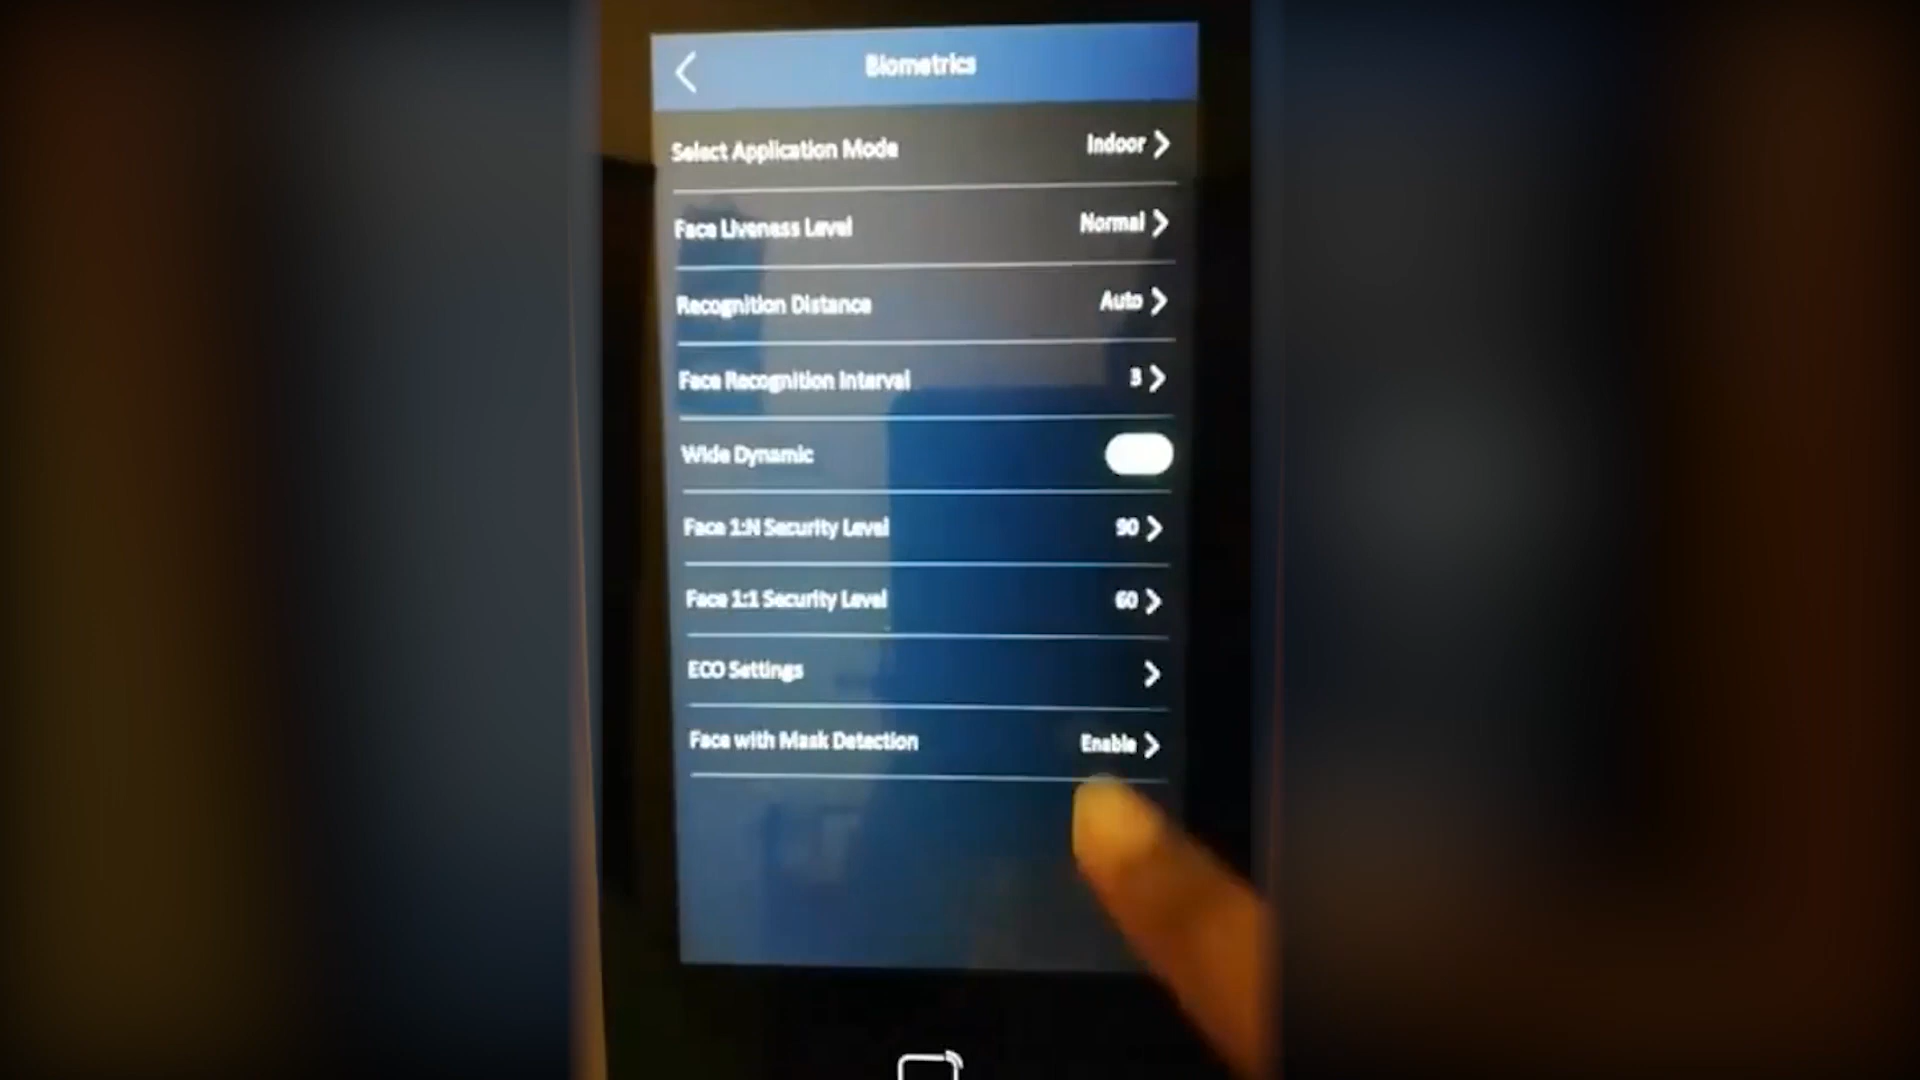 Biometrics
Select Application Mode Indoor
Face Liveness Level Normal
Recognition Distance Auto
Face Recognition Interval 3
Wide Dynamic
Face 1:N Security Level 90
Face 1:1 Security Level 60
ECO Settings
Face with Mask Detection Enable